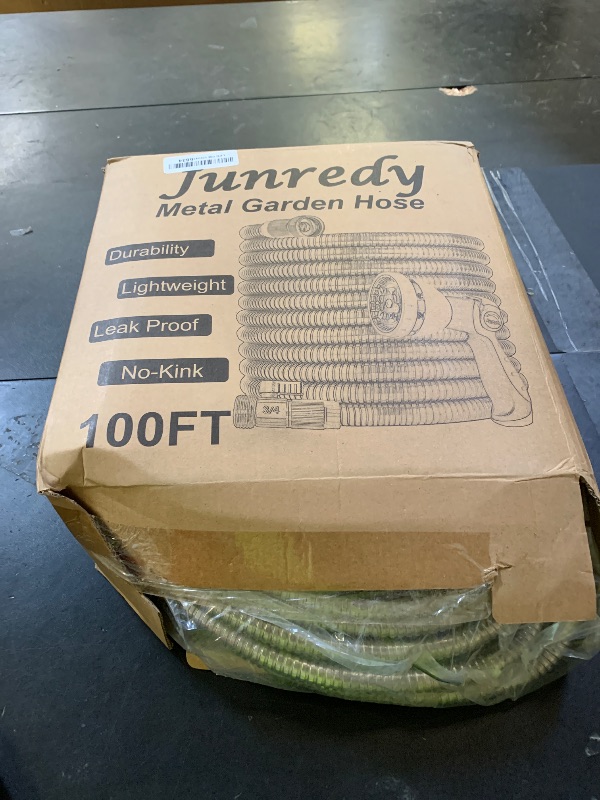 Junredy
Metal Garden Hose
Durability
Lightweight
Leak Proof
No-Kink
100FT
3/4